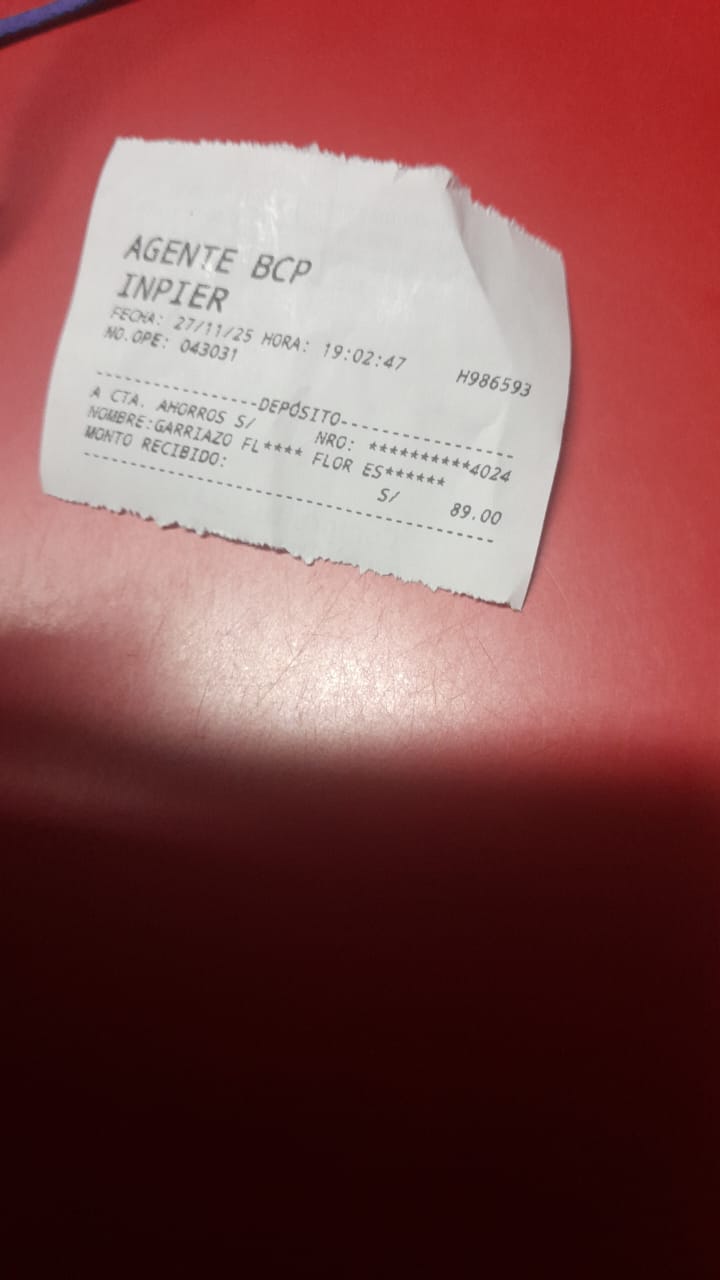 AGENTE BCP
INPIER
FECHA: 27/11/25 HORA: 19:02:47
NO.OPE: 043031 H986593
--------------------DEPÓSITO---------------------
A CTA. AHORROS S/ NRO: **********4024
NOMBRE:GARRIAZO FL**** FLOR ES******
MONTO RECIBIDO: S/ 89.00
--------------------------------------------------